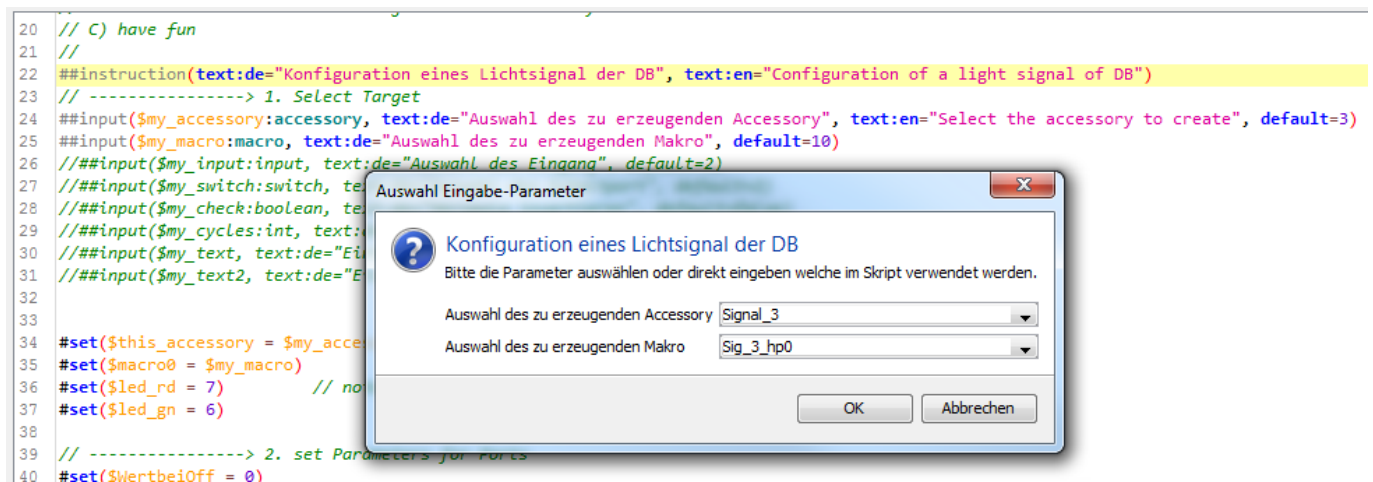 20 // C) have fun
21 //
22 ##instruction(text:de="Konfiguration eines Lichtsignal der DB", text:en="Configuration of a light signal of DB")
23 // ----------------> 1. Select Target
24 ##input($my_accessory:accessory, text:de="Auswahl des zu erzeugenden Accessory", text:en="Select the accessory to create", default=3)
25 ##input($my_macro:macro, text:de="Auswahl des zu erzeugenden Makro", default=10)
26 //##input($my_input:input, text:de="Auswahl des Eingang", default=2)
27 //##input($my_switch:switch, te
28 //##input($my_check:boolean, te
29 //##input($my_cycles:int, text:
30 //##input($my_text, text:de="Ei
31 //##input($my_text2, text:de="E
32
33
34 #set($this_accessory = $my_acce
35 #set($macro0 = $my_macro)
36 #set($led_rd = 7) // no
37 #set($led_gn = 6)
38
39 // ----------------> 2. set Parameters for Ports
40 #set($WertbeiOff = 0)
Auswahl Eingabe-Parameter
Konfiguration eines Lichtsignal der DB
Bitte die Parameter auswählen oder direkt eingeben welche im Skript verwendet werden.
Auswahl des zu erzeugenden Accessory Signal_3
Auswahl des zu erzeugenden Makro Sig_3_hp0
OK Abbrechen